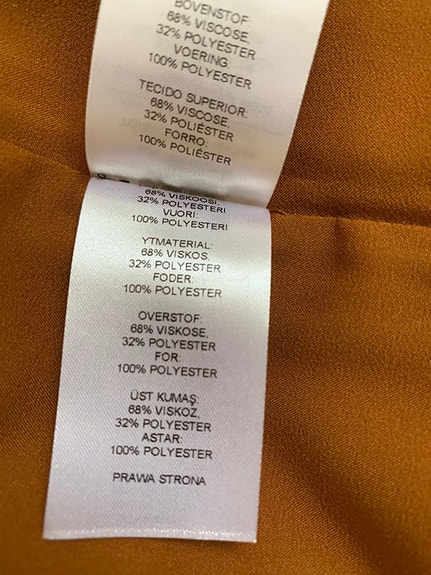 BOVENSTOF:
68% VISCOSE,
32% POLYESTER
VOERING:
100% POLYESTER
TECIDO SUPERIOR:
68% VISCOSE,
32% POLIÉSTER
FORRO:
100% POLIÉSTER
68% VISKOOSI,
32% POLYESTERI
VUORI:
100% POLYESTERI
YTMATERIAL:
68% VISKOS,
32% POLYESTER
FODER:
100% POLYESTER
OVERSTOF:
68% VISKOSE,
32% POLYESTER
FOR:
100% POLYESTER
ÜST KUMAŞ:
68% VISKOZ,
32% POLYESTER
ASTAR:
100% POLYESTER
PRAWA STRONA